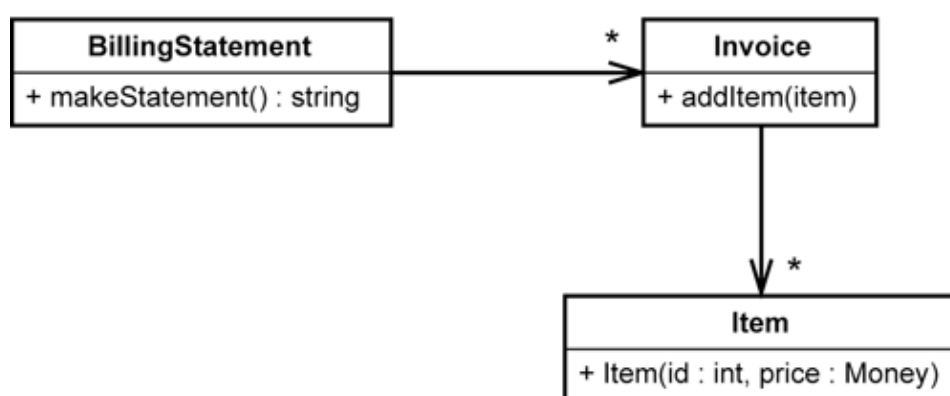 BillingStatement
+ makeStatement() : string
*
Invoice
+ addItem(item)
*
Item
+ Item(id : int, price : Money)